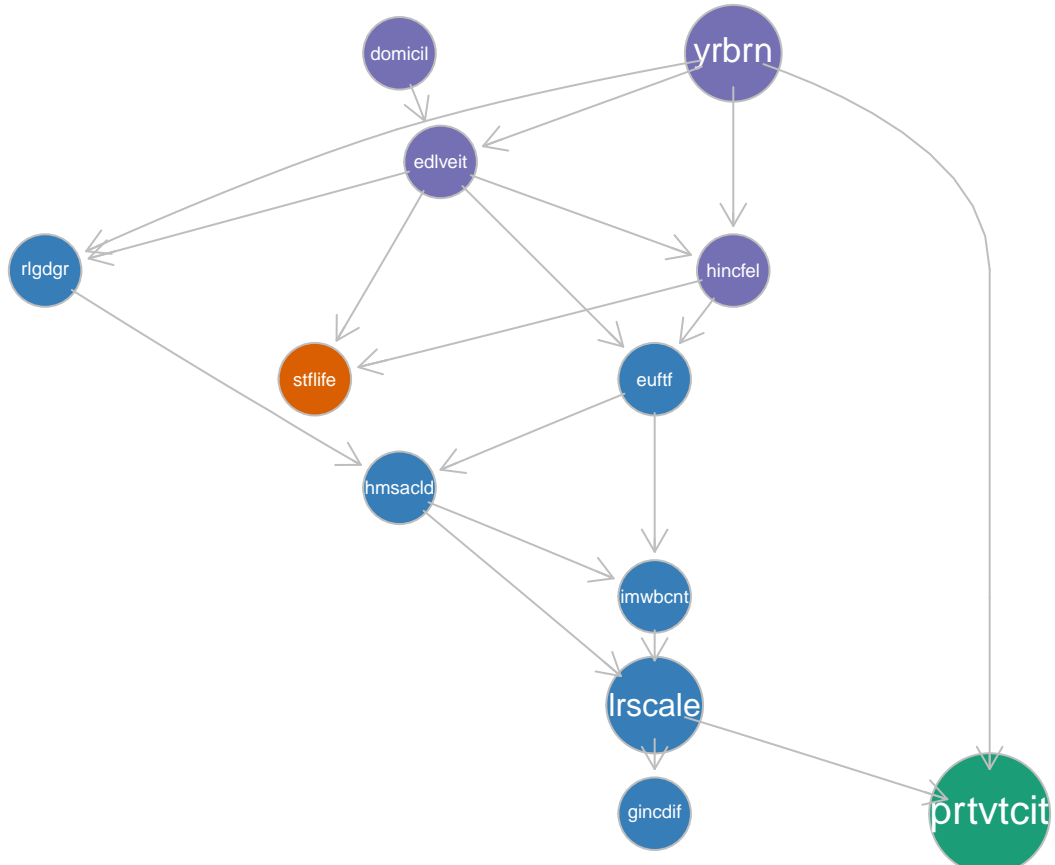 domicil
yrbrn
edlveit
rlgdgr
hincfel
stflife
euftf
hmsacld
imwbcnt
lrscale
gincdif
prtvtcit